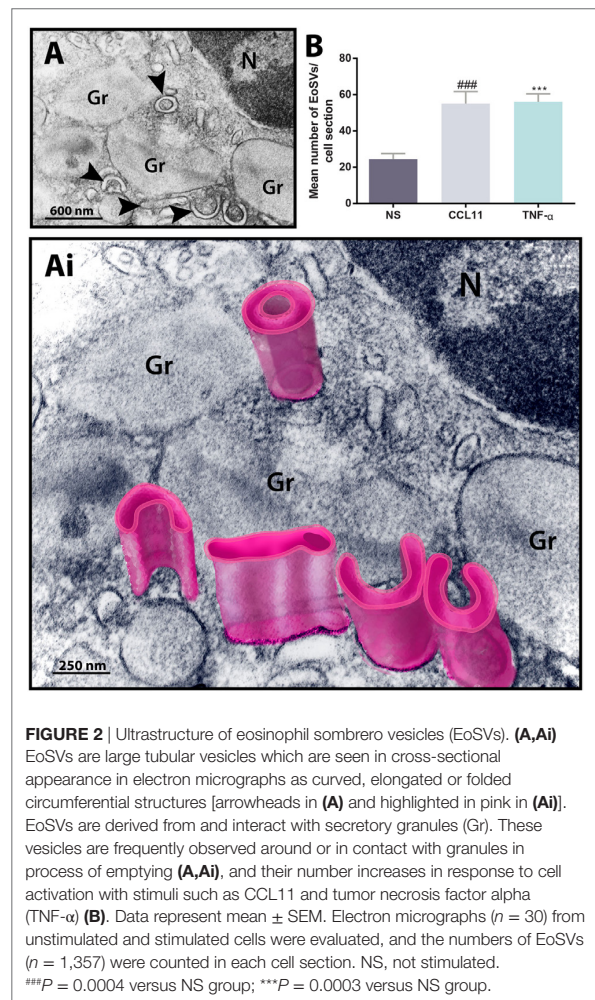 A
N
Gr
Gr
Gr
600 nm
B
Mean number of EoSVs/
cell section
80
60
40
20
0
###
***
NS
CCL11
TNF-α
Ai
N
Gr
Gr
Gr
250 nm
FIGURE 2 | Ultrastructure of eosinophil sombrero vesicles (EoSVs). (A,Ai)
EoSVs are large tubular vesicles which are seen in cross-sectional
appearance in electron micrographs as curved, elongated or folded
circumferential structures [arrowheads in (A) and highlighted in pink in (Ai)].
EoSVs are derived from and interact with secretory granules (Gr). These
vesicles are frequently observed around or in contact with granules in
process of emptying (A,Ai), and their number increases in response to cell
activation with stimuli such as CCL11 and tumor necrosis factor alpha
(TNF-α) (B). Data represent mean ± SEM. Electron micrographs (n = 30) from
unstimulated and stimulated cells were evaluated, and the numbers of EoSVs
(n = 1,357) were counted in each cell section. NS, not stimulated.
###P = 0.0004 versus NS group; ***P = 0.0003 versus NS group.